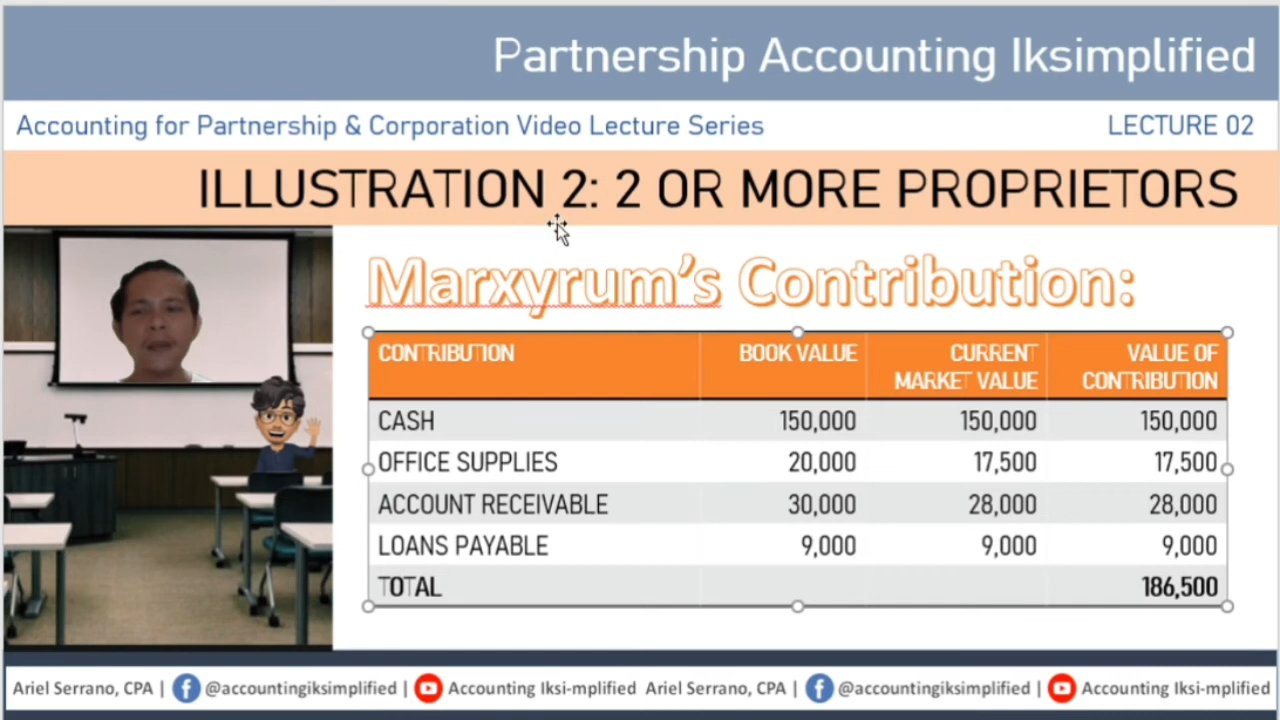 Partnership Accounting Iksimplified
Accounting for Partnership & Corporation Video Lecture Series LECTURE 02
ILLUSTRATION 2: 2 OR MORE PROPRIETORS
Marxyrum's Contribution:
CONTRIBUTION BOOK VALUE CURRENT MARKET VALUE VALUE OF CONTRIBUTION
CASH 150,000 150,000 150,000
OFFICE SUPPLIES 20,000 17,500 17,500
ACCOUNT RECEIVABLE 30,000 28,000 28,000
LOANS PAYABLE 9,000 9,000 9,000
TOTAL 186,500
Ariel Serrano, CPA | @accountingiksimplified | Accounting Iksi-mplified Ariel Serrano, CPA | @accountingiksimplified | Accounting Iksi-mplified